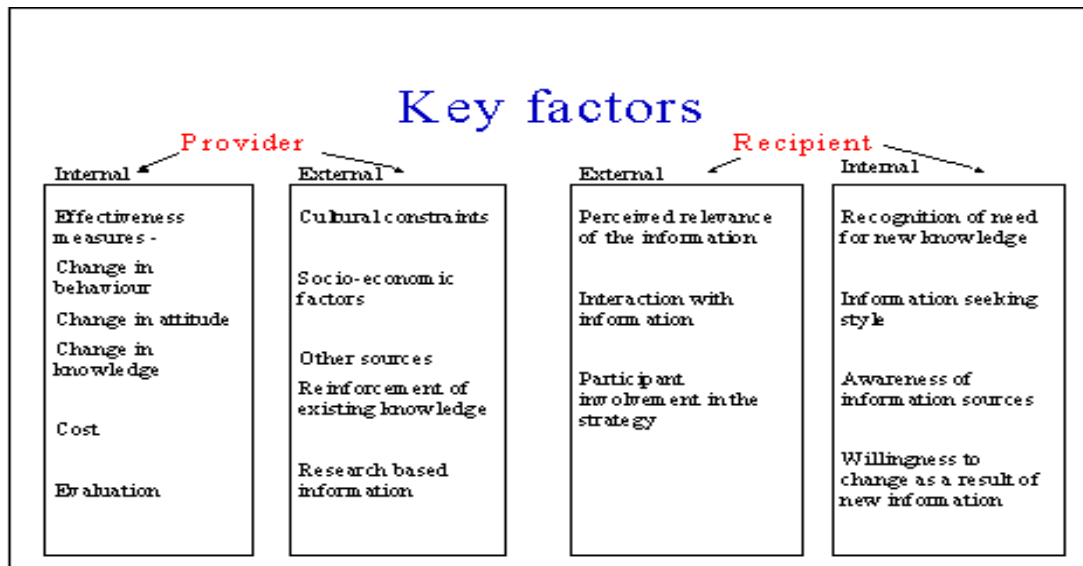 Key factors
Provider
Recipient
Internal
Effectiveness
measures -
Change in
behaviour
Change in attitude
Change in
knowledge
Cost
Evaluation
External
Cultural constraints
Socio-economic
factors
Other sources
Reinforcement of
existing knowledge
Research based
information
External
Perceived relevance
of the information
Interaction with
information
Participant
involvement in the
strategy
Internal
Recognition of need
for new knowledge
Information seeking
style
Awareness of
information sources
Willingness to
change as a result of
new information